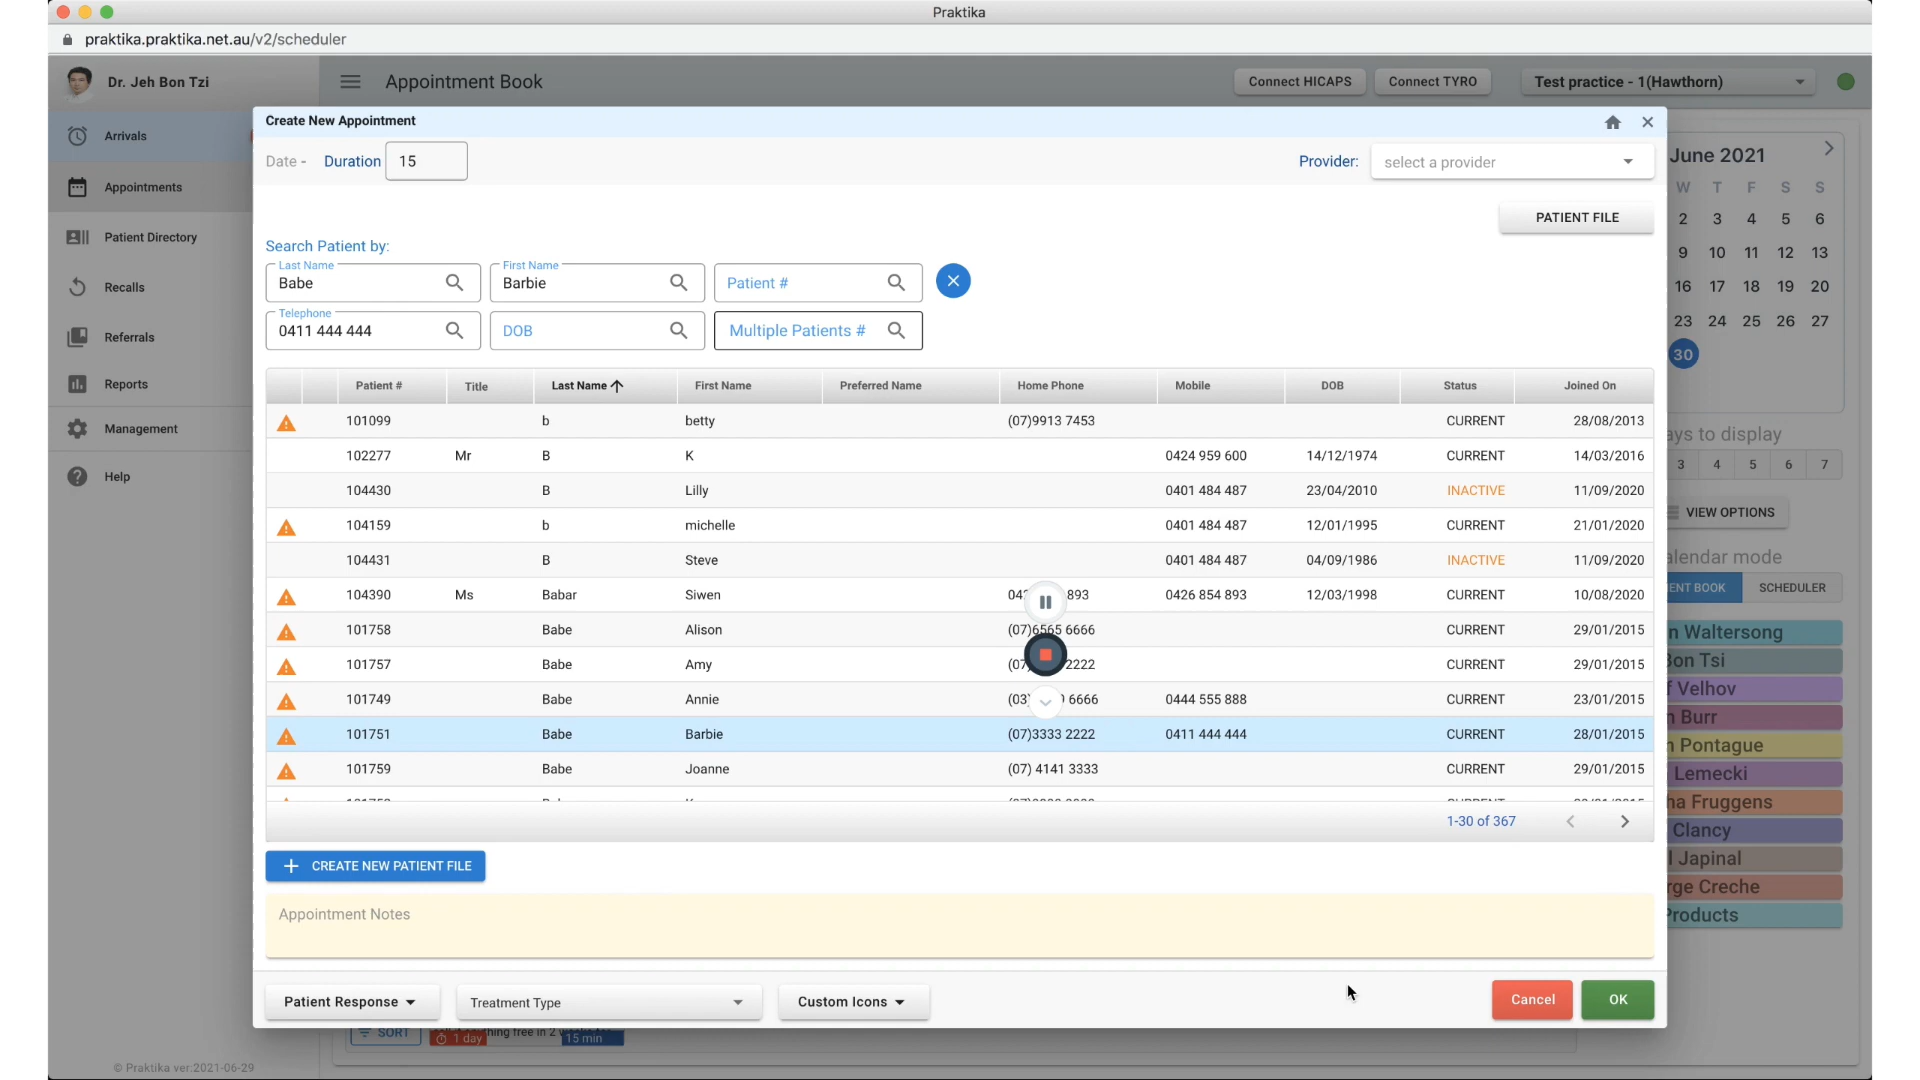 Praktika
praktika.praktika.net.au/v2/scheduler
Dr. Jeh Bon Tzi
Appointment Book
Connect HICAPS
Connect TYRO
Test practice - 1(Hawthorn)
Arrivals
Appointments
Patient Directory
Recalls
Referrals
Reports
Management
Help
© Praktika ver.2021-06-29
Create New Appointment
Date - Duration 15
Provider: select a provider
PATIENT FILE
Search Patient by:
Last Name First Name
Babe Barbie Patient #
Telephone
0411 444 444 DOB Multiple Patients #
Patient # Title Last Name First Name Preferred Name Home Phone Mobile DOB Status Joined On
101099 b betty (07)9913 7453 CURRENT 28/08/2013
102277 Mr B K 0424 959 600 14/12/1974 CURRENT 14/03/2016
104430 B Lilly 0401 484 487 23/04/2010 INACTIVE 11/09/2020
104159 b michelle 0401 484 487 12/01/1995 CURRENT 21/01/2020
104431 B Steve 0401 484 487 04/09/1986 INACTIVE 11/09/2020
104390 Ms Babar Siwen 893 0426 854 893 12/03/1998 CURRENT 10/08/2020
101758 Babe Alison (07)6565 6666 CURRENT 29/01/2015
101757 Babe Amy (07) 2222 CURRENT 29/01/2015
101749 Babe Annie (03) 6666 0444 555 888 CURRENT 23/01/2015
101751 Babe Barbie (07)3333 2222 0411 444 444 CURRENT 28/01/2015
101759 Babe Joanne (07) 4141 3333 CURRENT 29/01/2015
1-30 of 367
CREATE NEW PATIENT FILE
Appointment Notes
Patient Response
Treatment Type
Custom Icons
Cancel
OK
SORT
1 day
thing free in 2
15 min
June 2021
W T F S S
2 3 4 5 6
9 10 11 12 13
16 17 18 19 20
23 24 25 26 27
30
ays to display
3 4 5 6 7
VIEW OPTIONS
alendar mode
ENT BOOK SCHEDULER
n Waltersong
Bon Tsi
f Velhov
n Burr
n Pontague
Lemecki
ha Fruggens
Clancy
l Japinal
rge Creche
Products